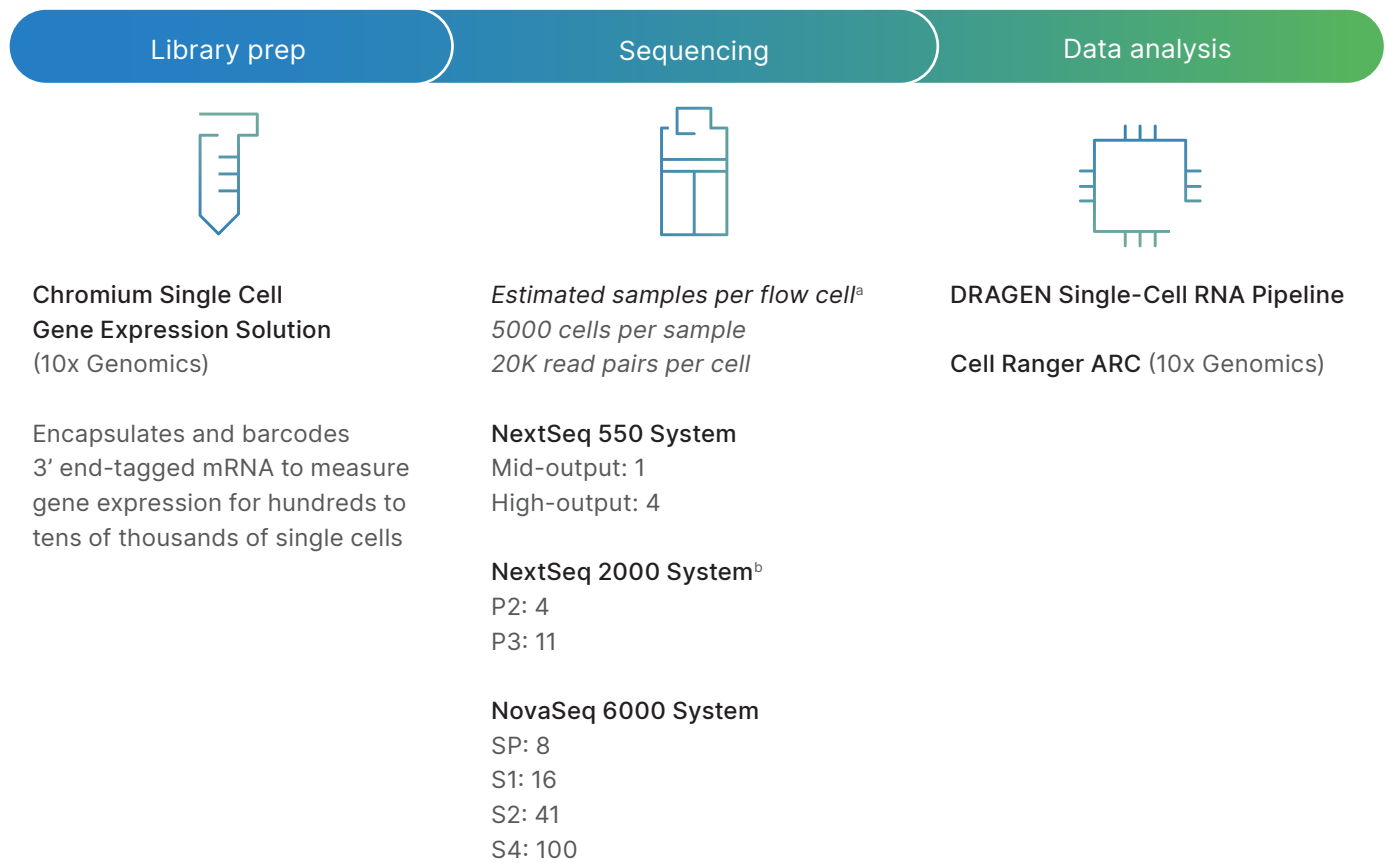 Library prep
Sequencing
Data analysis
Chromium Single Cell
Gene Expression Solution
(10x Genomics)
Encapsulates and barcodes
3’ end-tagged mRNA to measure
gene expression for hundreds to
tens of thousands of single cells
Estimated samples per flow cellᵃ
5000 cells per sample
20K read pairs per cell
NextSeq 550 System
Mid-output: 1
High-output: 4
NextSeq 2000 Systemᵇ
P2: 4
P3: 11
NovaSeq 6000 System
SP: 8
S1: 16
S2: 41
S4: 100
DRAGEN Single-Cell RNA Pipeline
Cell Ranger ARC (10x Genomics)